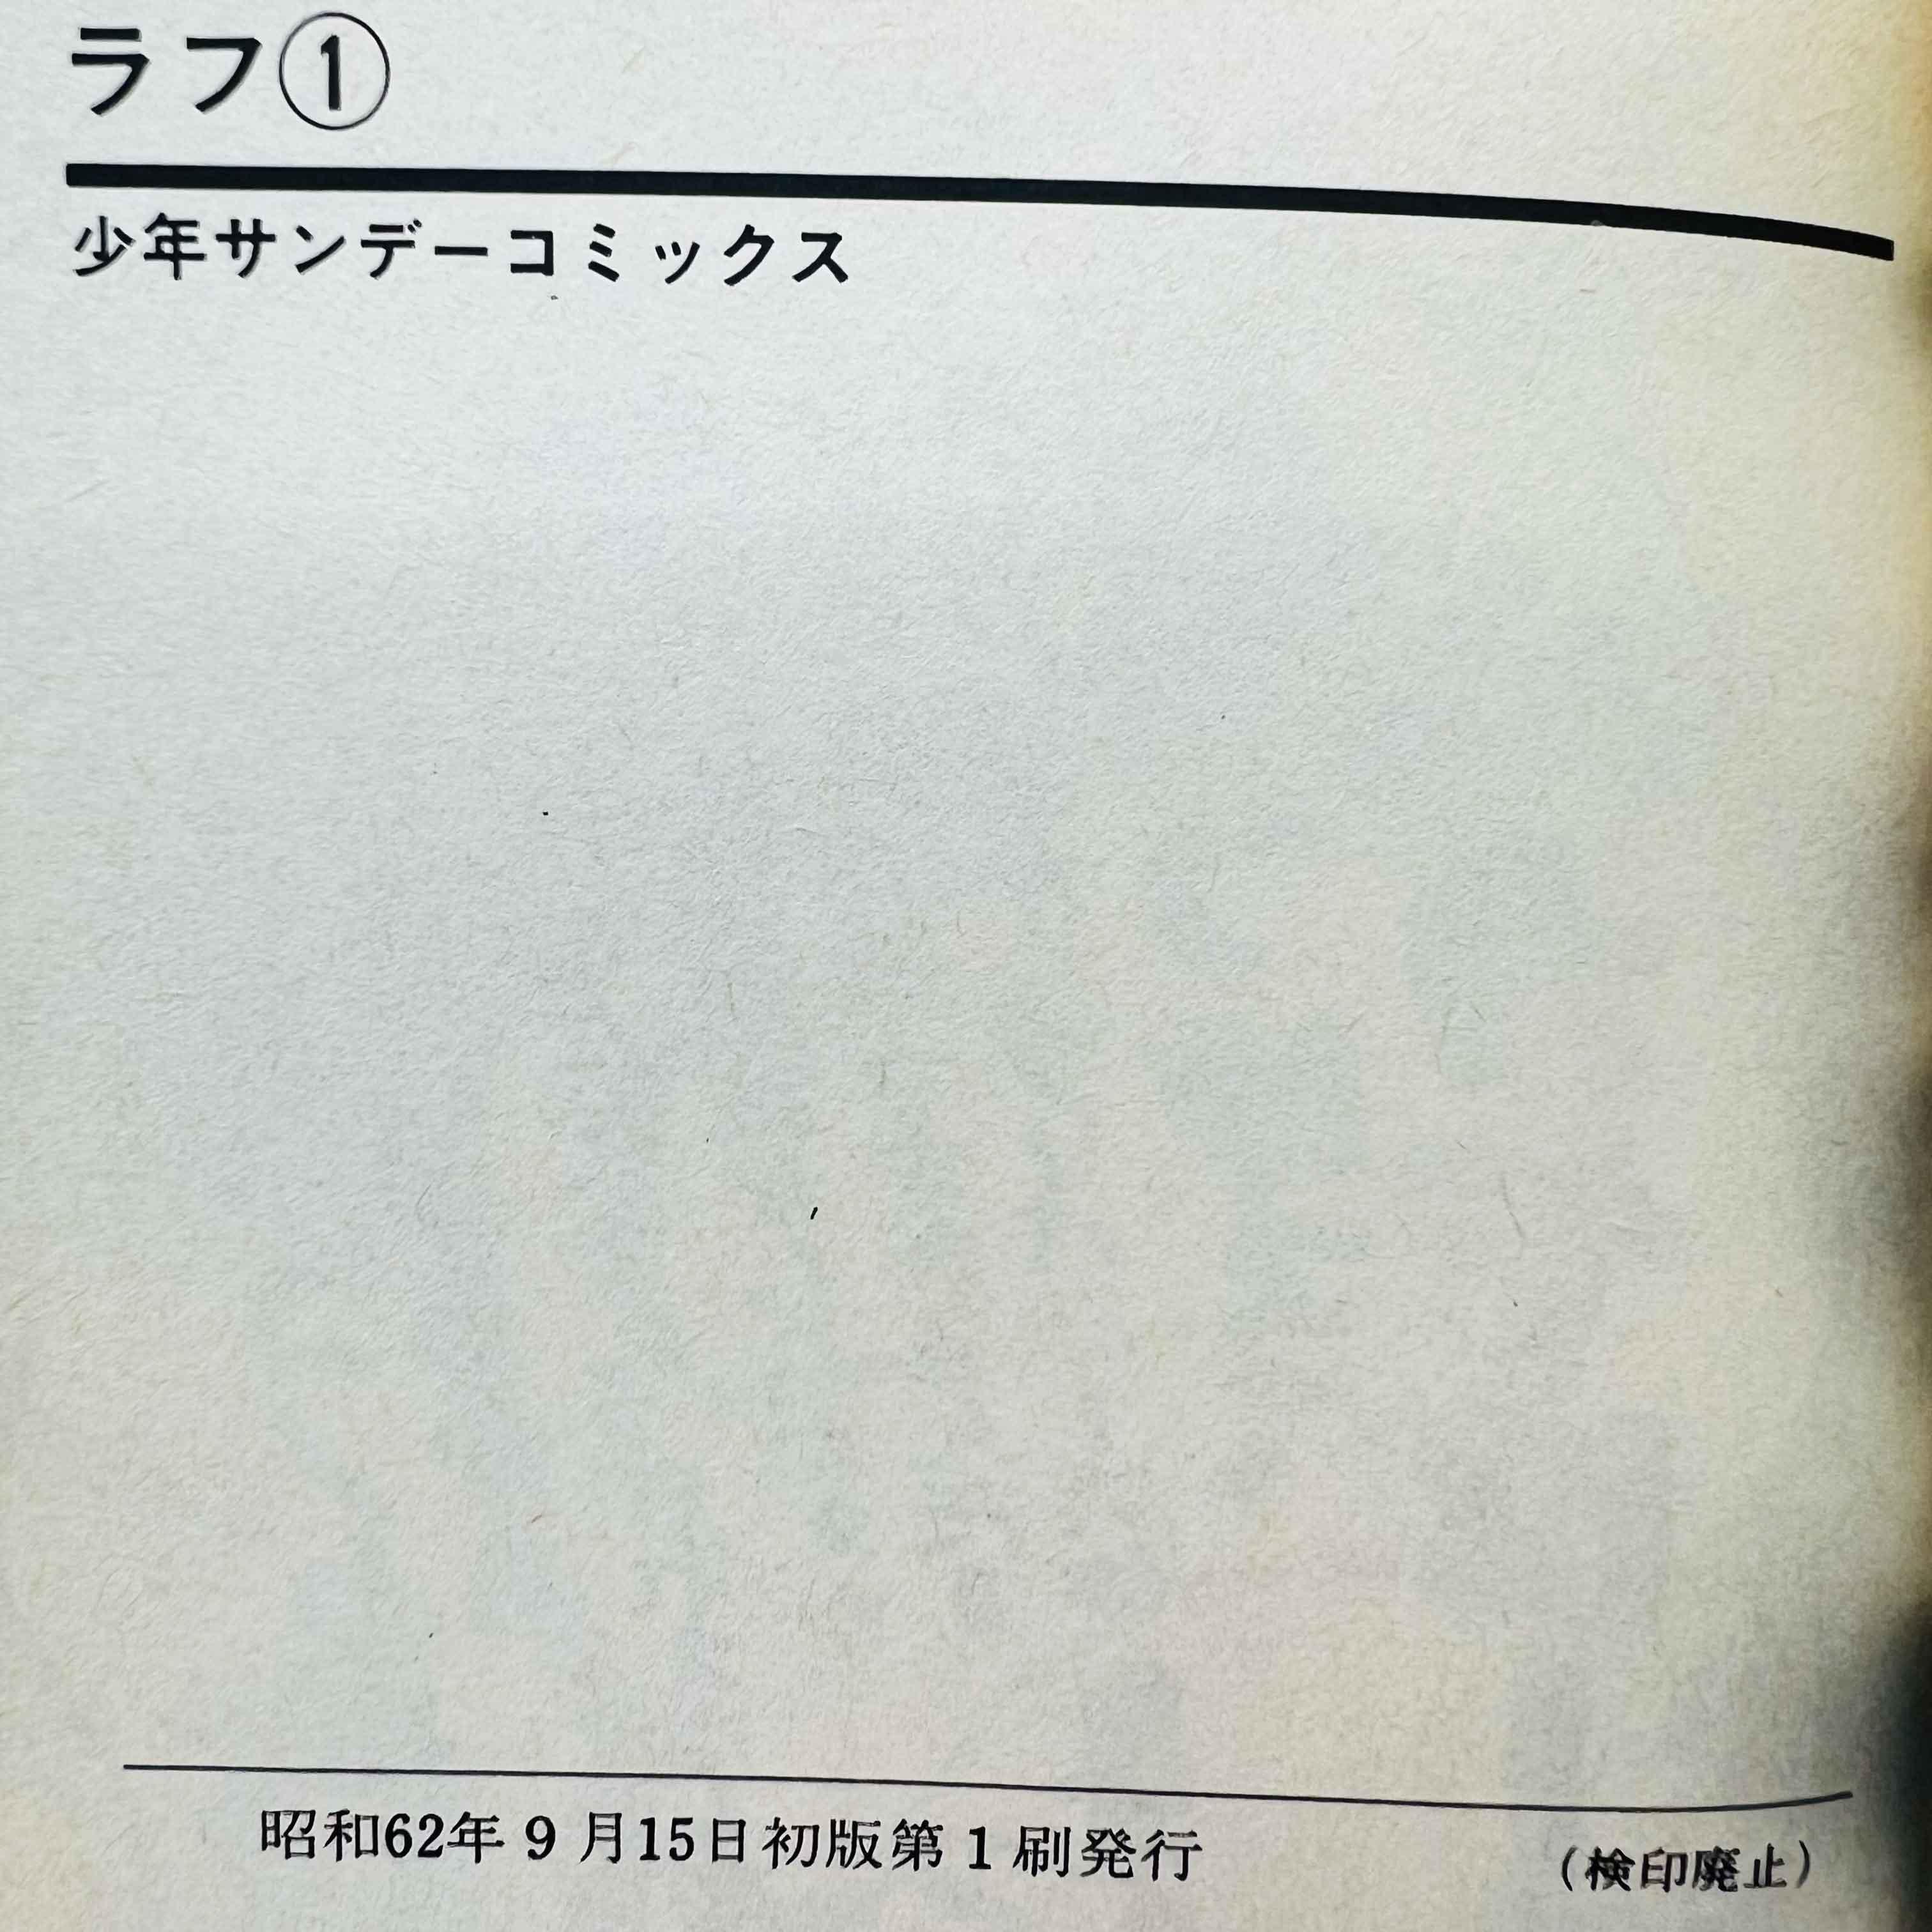 ラフ①
少年サンデーコミックス
昭和62年9月15日初版第1刷発行
(検印廃止)